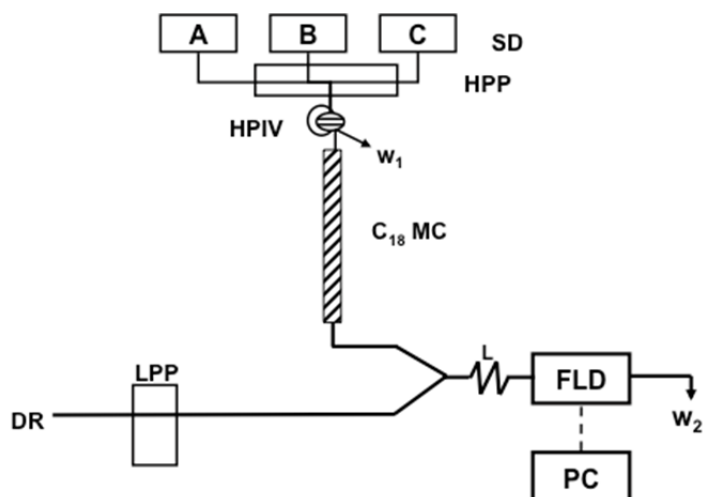 A B C SD
HPP
HPIV
w₁
C₁₈ MC
LPP
L
FLD
DR
w₂
PC